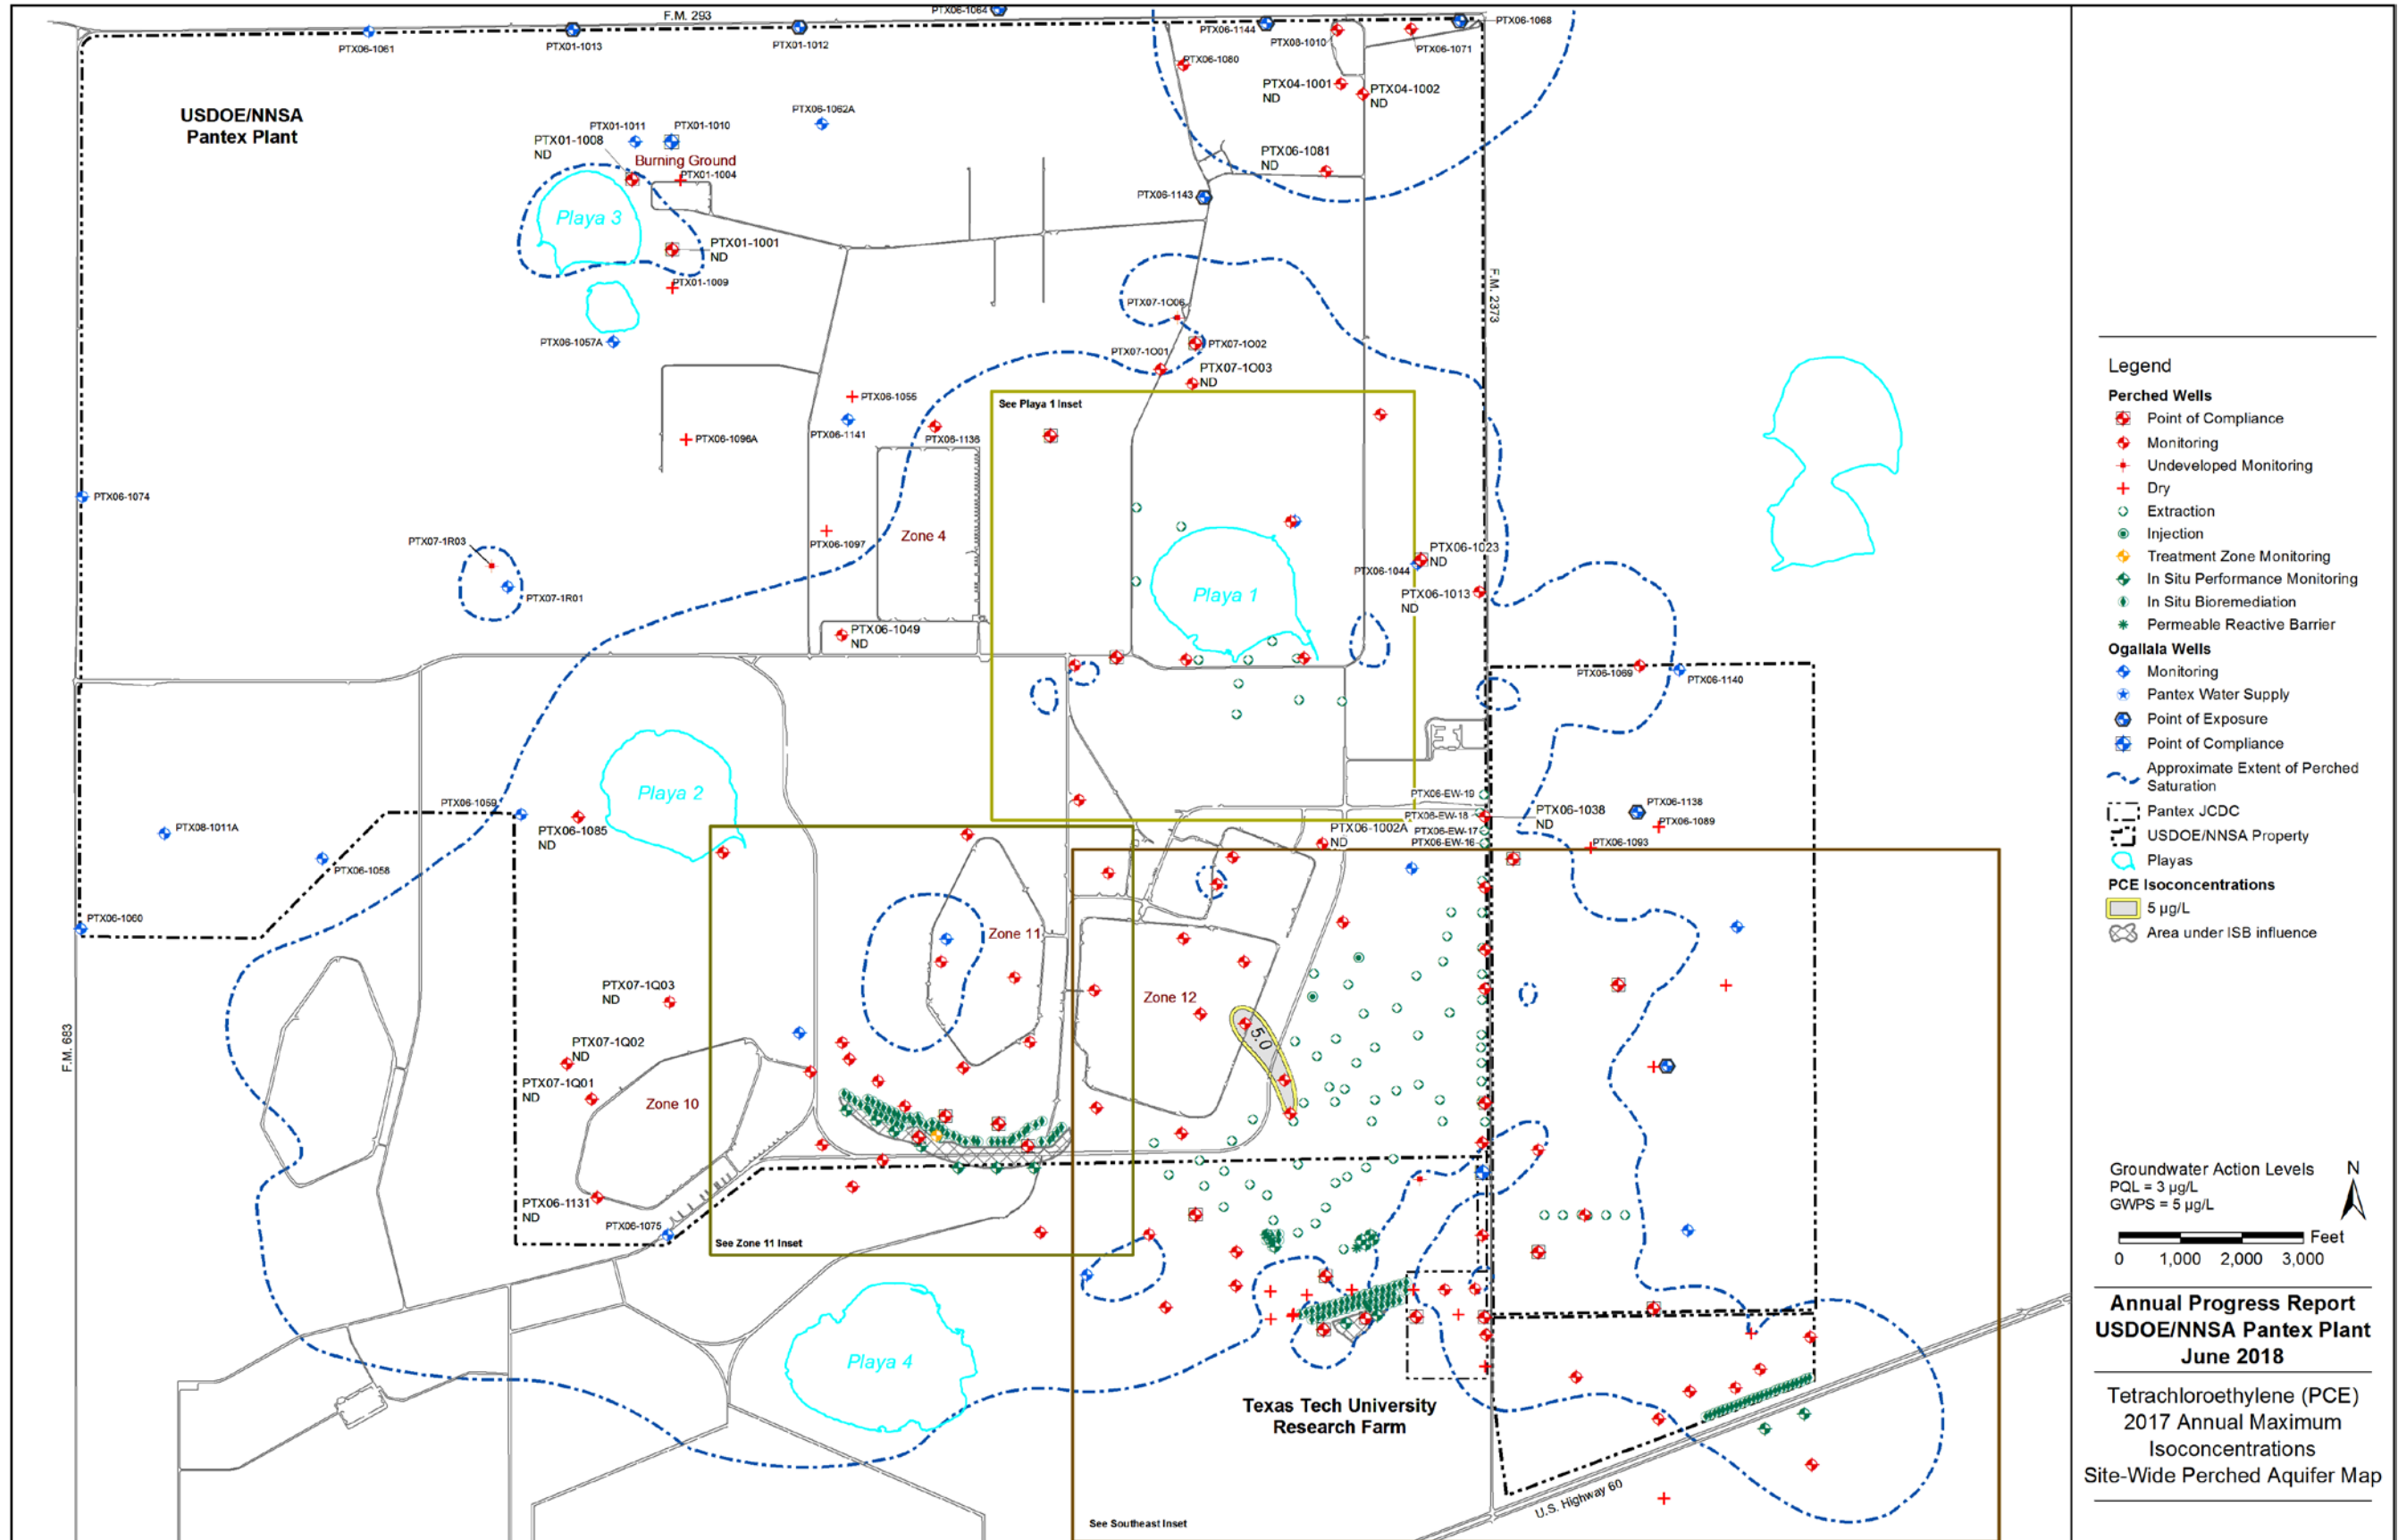 F.M. 293
PTX06-1064
PTX06-1061
PTX01-1013
PTX01-1012
PTX06-1144
PTX08-1010
PTX06-1068
PTX06-1071
PTX06-1080
PTX04-1001
ND
PTX04-1002
ND
USDOE/NNSA
Pantex Plant
PTX06-1062A
PTX01-1011
PTX01-1010
PTX01-1008
ND
Burning Ground
PTX01-1004
PTX06-1081
ND
PTX06-1143
Playa 3
PTX01-1001
ND
PTX01-1009
F.M. 2373
PTX07-1O06
PTX06-1057A
PTX07-1O02
PTX07-1O01
PTX07-1O03
ND
PTX06-1055
See Playa 1 Inset
PTX06-1141
PTX06-1136
PTX06-1096A
PTX06-1074
Zone 4
PTX06-1097
PTX07-1R03
PTX06-1023
ND
PTX06-1044
PTX07-1R01
Playa 1
PTX06-1013
ND
PTX06-1049
ND
PTX06-1069
PTX06-1140
Playa 2
PTX06-EW-19
PTX06-1059
PTX06-1138
PTX06-EW-18
PTX06-1038
ND
PTX06-1089
PTX08-1011A
PTX06-1085
ND
PTX06-1002A
ND
PTX06-EW-17
PTX06-EW-16
PTX06-1093
PTX06-1058
PTX06-1060
Zone 11
PTX07-1Q03
ND
Zone 12
F.M. 683
5.0
PTX07-1Q02
ND
PTX07-1Q01
ND
Zone 10
PTX06-1131
ND
PTX06-1075
See Zone 11 Inset
Playa 4
Texas Tech University
Research Farm
U.S. Highway 60
See Southeast Inset
Legend
Perched Wells
Point of Compliance
Monitoring
Undeveloped Monitoring
Dry
Extraction
Injection
Treatment Zone Monitoring
In Situ Performance Monitoring
In Situ Bioremediation
Permeable Reactive Barrier
Ogallala Wells
Monitoring
Pantex Water Supply
Point of Exposure
Point of Compliance
Approximate Extent of Perched
Saturation
Pantex JCDC
USDOE/NNSA Property
Playas
PCE Isoconcentrations
5 µg/L
Area under ISB influence
Groundwater Action Levels
PQL = 3 µg/L
GWPS = 5 µg/L
N
Feet
0 1,000 2,000 3,000
Annual Progress Report
USDOE/NNSA Pantex Plant
June 2018
Tetrachloroethylene (PCE)
2017 Annual Maximum
Isoconcentrations
Site-Wide Perched Aquifer Map